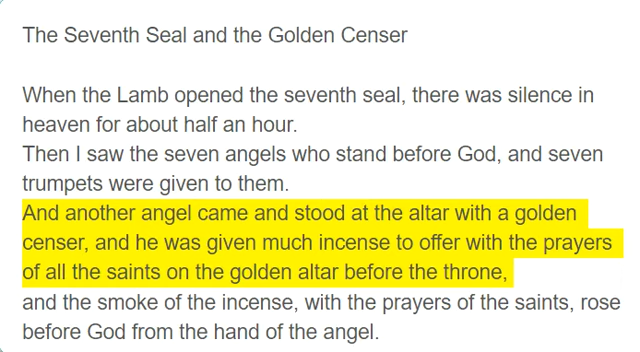 The Seventh Seal and the Golden Censer
When the Lamb opened the seventh seal, there was silence in
heaven for about half an hour.
Then I saw the seven angels who stand before God, and seven
trumpets were given to them.
And another angel came and stood at the altar with a golden
censer, and he was given much incense to offer with the prayers
of all the saints on the golden altar before the throne,
and the smoke of the incense, with the prayers of the saints, rose
before God from the hand of the angel.